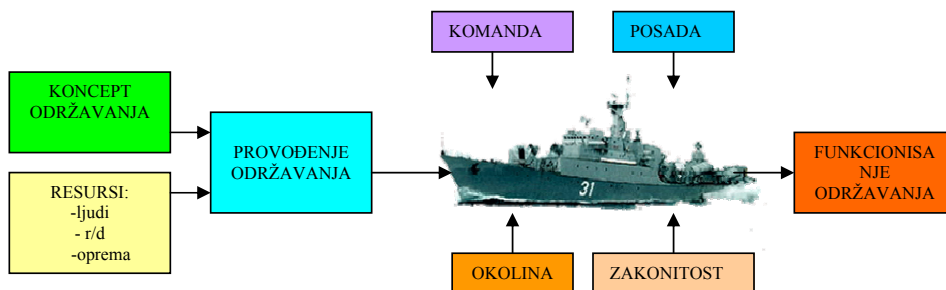 KOMANDA
POSADA
KONCEPT
ODRŽAVANJA
PROVOĐENJE
ODRŽAVANJA
31
FUNKCIONISA
NJE
ODRŽAVANJA
RESURSI:
-ljudi
- r/d
-oprema
OKOLINA
ZAKONITOST